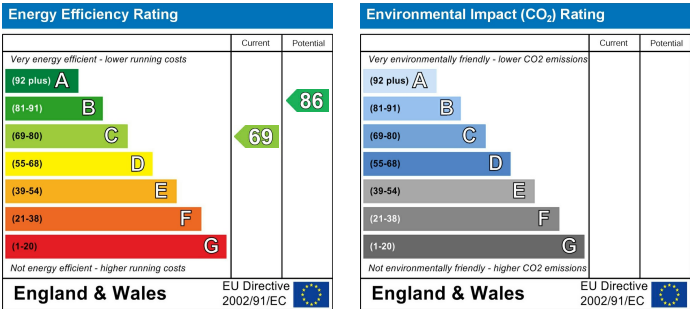 Energy Efficiency Rating
Current Potential
Very energy efficient - lower running costs
(92 plus) A
(81-91) B
(69-80) C
(55-68) D
(39-54) E
(21-38) F
(1-20) G
69
86
Not energy efficient - higher running costs
England & Wales
EU Directive
2002/91/EC
Environmental Impact (CO₂) Rating
Current Potential
Very environmentally friendly - lower CO2 emissions
(92 plus) A
(81-91) B
(69-80) C
(55-68) D
(39-54) E
(21-38) F
(1-20) G
Not environmentally friendly - higher CO2 emissions
England & Wales
EU Directive
2002/91/EC